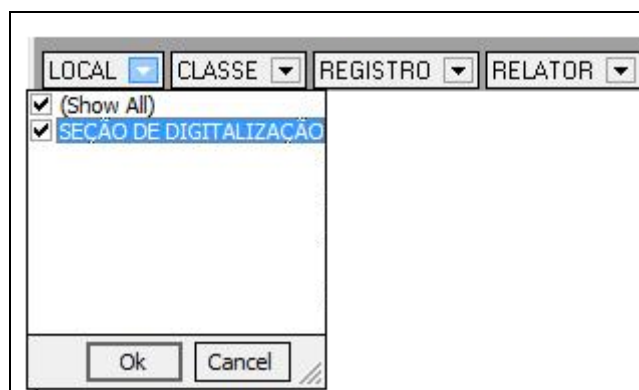 LOCAL CLASSE REGISTRO RELATOR
(Show All)
SEÇÃO DE DIGITALIZAÇÃO
Ok Cancel